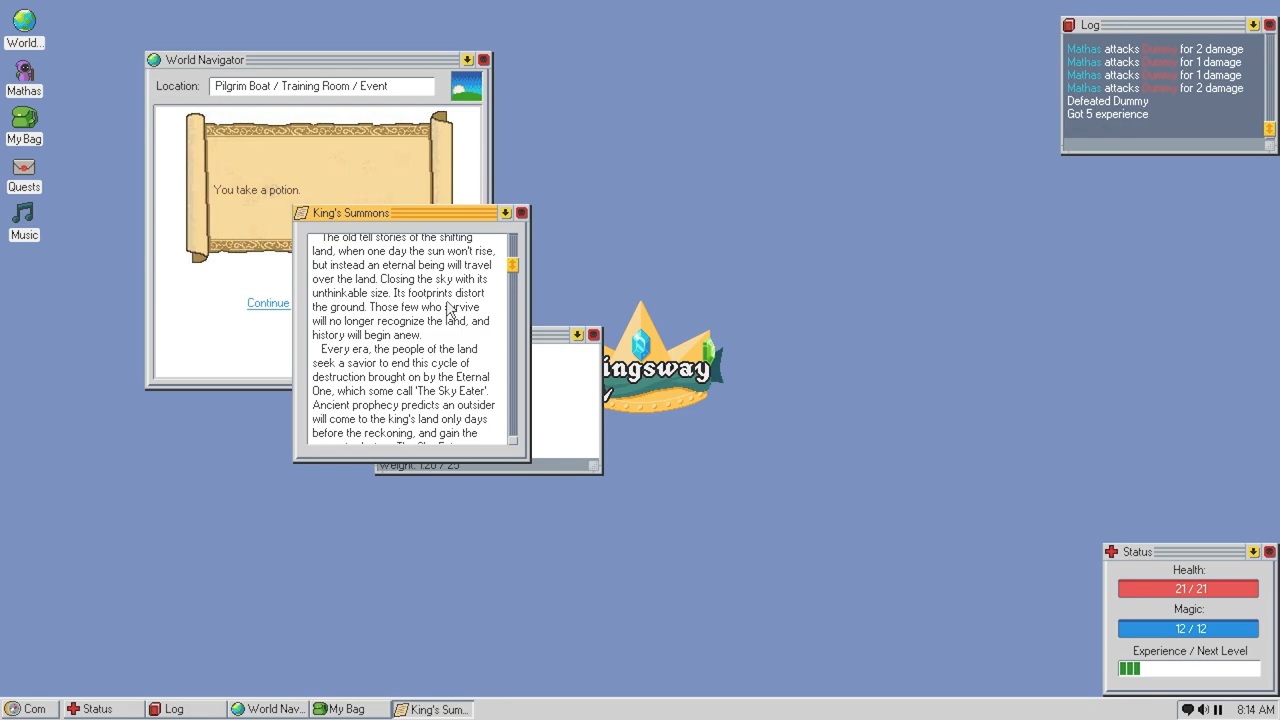 World...
Mathas
My Bag
Quests
Music
World Navigator
Location: Pilgrim Boat / Training Room / Event
You take a potion.
Continue
King's Summons
The old tell stories of the shifting
land, when one day the sun won't rise,
but instead an eternal being will travel
over the land. Closing the sky with its
unthinkable size. Its footprints distort
the ground. Those few who survive
will no longer recognize the land, and
history will begin anew.
Every era, the people of the land
seek a savior to end this cycle of
destruction brought on by the Eternal
One, which some call 'The Sky Eater'.
Ancient prophecy predicts an outsider
will come to the king's land only days
before the reckoning, and gain the
Weight: 1.20 / 25
ingsway
Log
Mathas attacks Dummy for 2 damage
Mathas attacks Dummy for 1 damage
Mathas attacks Dummy for 1 damage
Mathas attacks Dummy for 2 damage
Defeated Dummy
Got 5 experience
Status
Health:
21 / 21
Magic:
12 / 12
Experience / Next Level
Com
Status
Log
World Nav...
My Bag
King's Sum...
8:14 AM